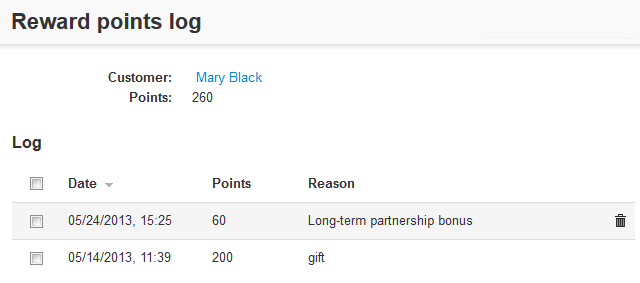 Reward points log
Customer: Mary Black
Points: 260
Log
Date Points Reason
05/24/2013, 15:25 60 Long-term partnership bonus
05/14/2013, 11:39 200 gift